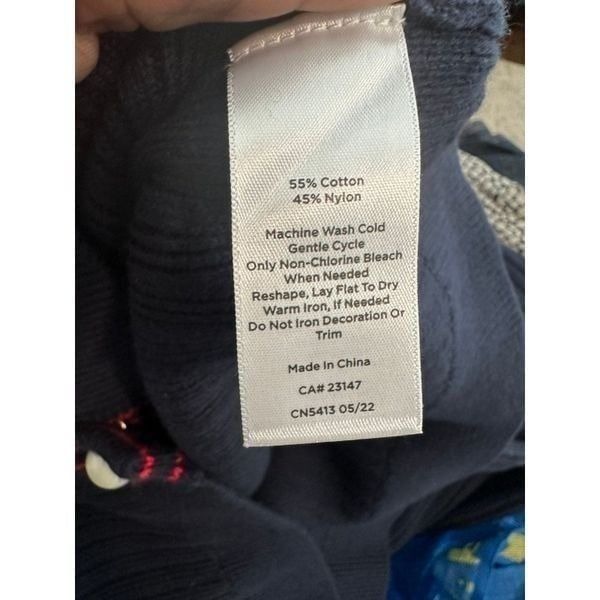 55% Cotton
45% Nylon
Machine Wash Cold
Gentle Cycle
Only Non-Chlorine Bleach
When Needed
Reshape, Lay Flat To Dry
Warm Iron, If Needed
Do Not Iron Decoration Or
Trim
Made In China
CA# 23147
CN5413 05/22